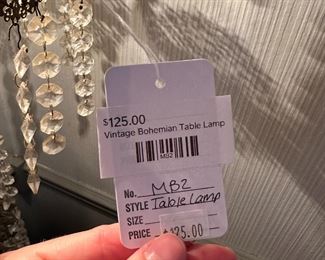 $125.00
Vintage Bohemian Table Lamp
MB2
No. MB2
STYLE Table Lamp
SIZE
PRICE $125.00